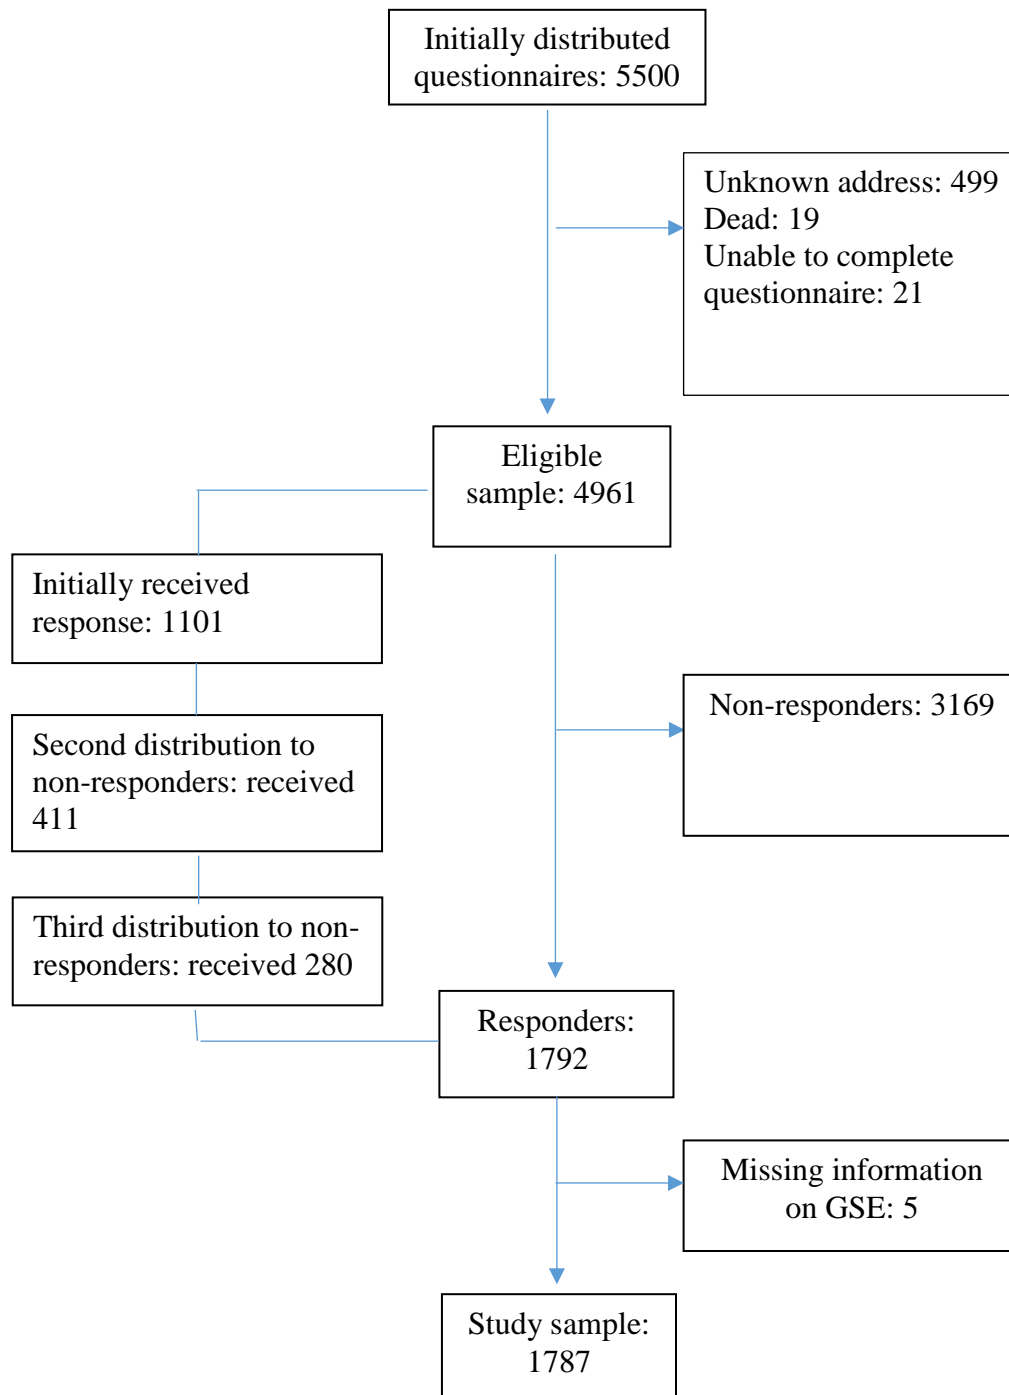 Initially distributed
questionnaires: 5500
Unknown address: 499
Dead: 19
Unable to complete
questionnaire: 21
Eligible
sample: 4961
Initially received
response: 1101
Non-responders: 3169
Second distribution to
non-responders: received
411
Third distribution to non-
responders: received 280
Responders:
1792
Missing information
on GSE: 5
Study sample:
1787